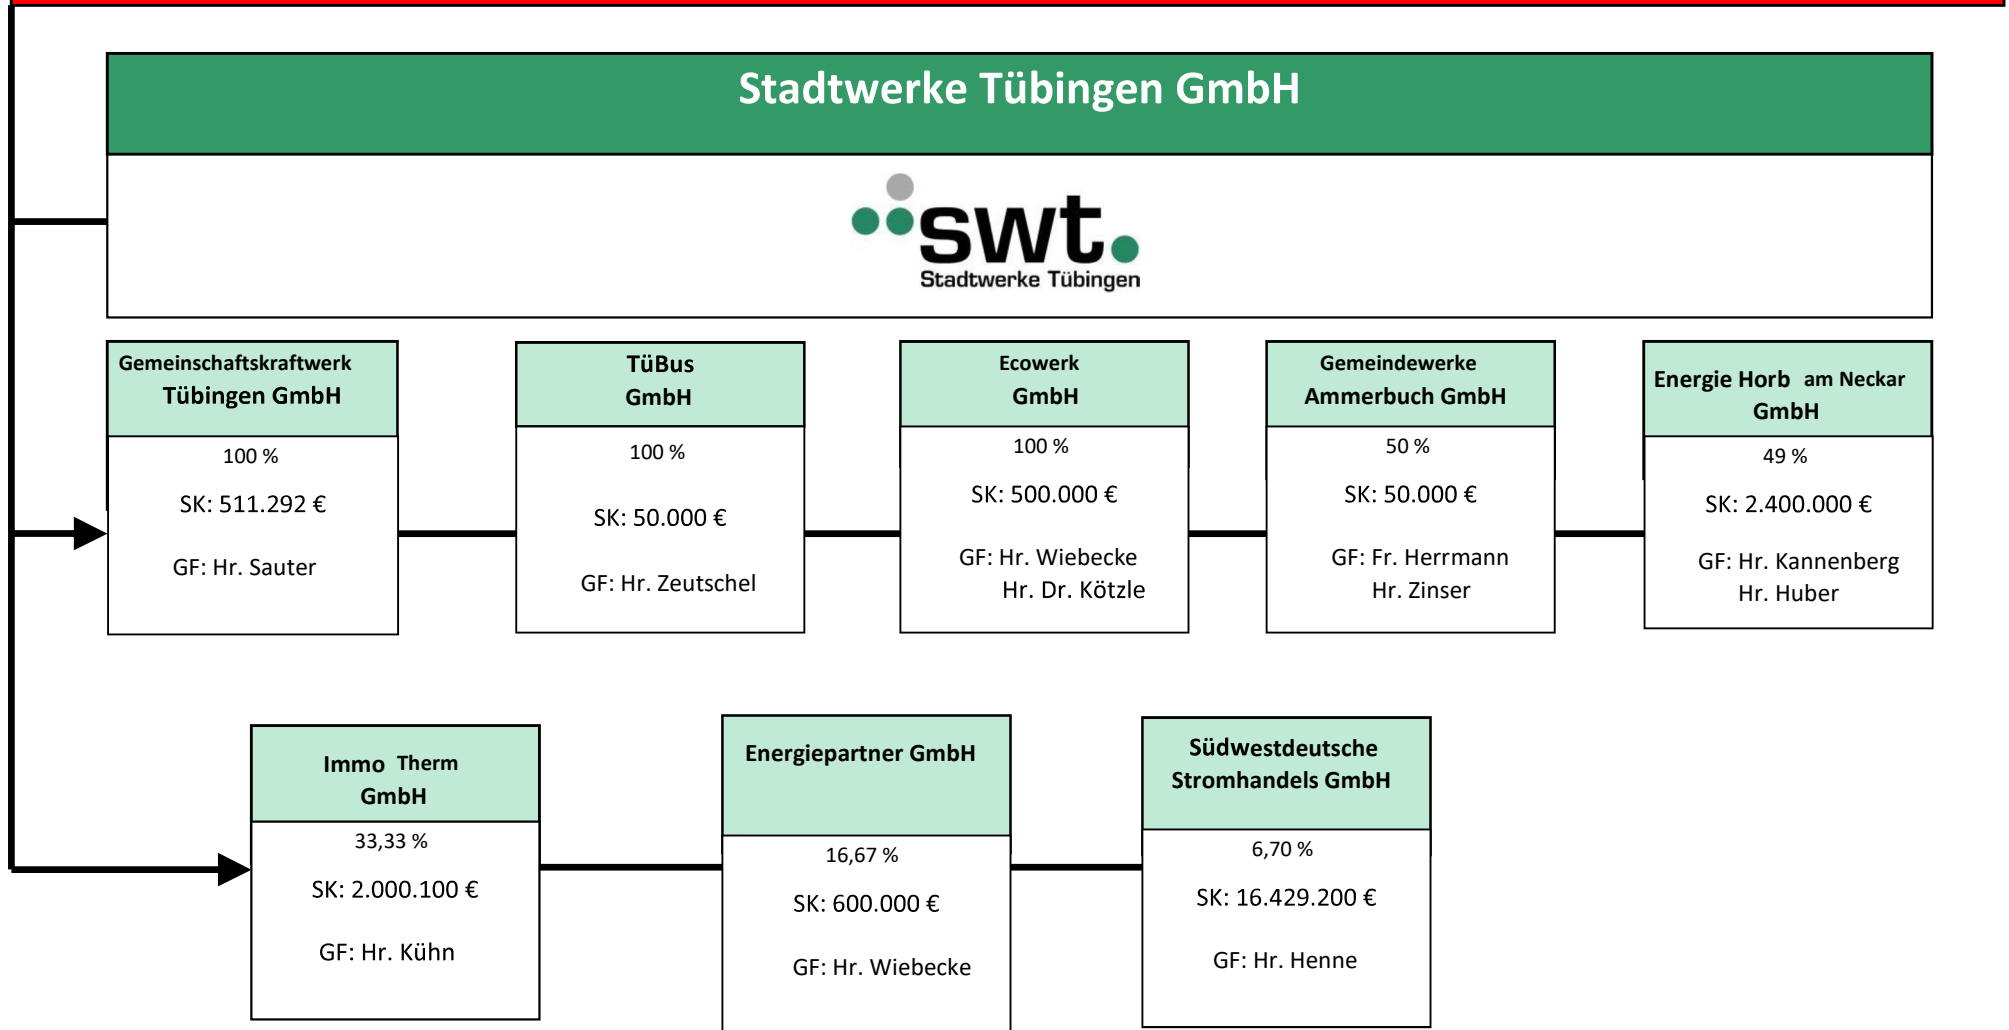 Stadtwerke Tübingen GmbH
swt.
Stadtwerke Tübingen
Gemeinschaftskraftwerk
Tübingen GmbH
100 %
SK: 511.292 €
GF: Hr. Sauter
TüBus
GmbH
100 %
SK: 50.000 €
GF: Hr. Zeutschel
Ecowerk
GmbH
100 %
SK: 500.000 €
GF: Hr. Wiebecke
Hr. Dr. Kötzle
Gemeindewerke
Ammerbuch GmbH
50 %
SK: 50.000 €
GF: Fr. Herrmann
Hr. Zinser
Energie Horb am Neckar
GmbH
49 %
SK: 2.400.000 €
GF: Hr. Kannenberg
Hr. Huber
Immo Therm
GmbH
33,33 %
SK: 2.000.100 €
GF: Hr. Kühn
Energiepartner GmbH
16,67 %
SK: 600.000 €
GF: Hr. Wiebecke
Südwestdeutsche
Stromhandels GmbH
6,70 %
SK: 16.429.200 €
GF: Hr. Henne